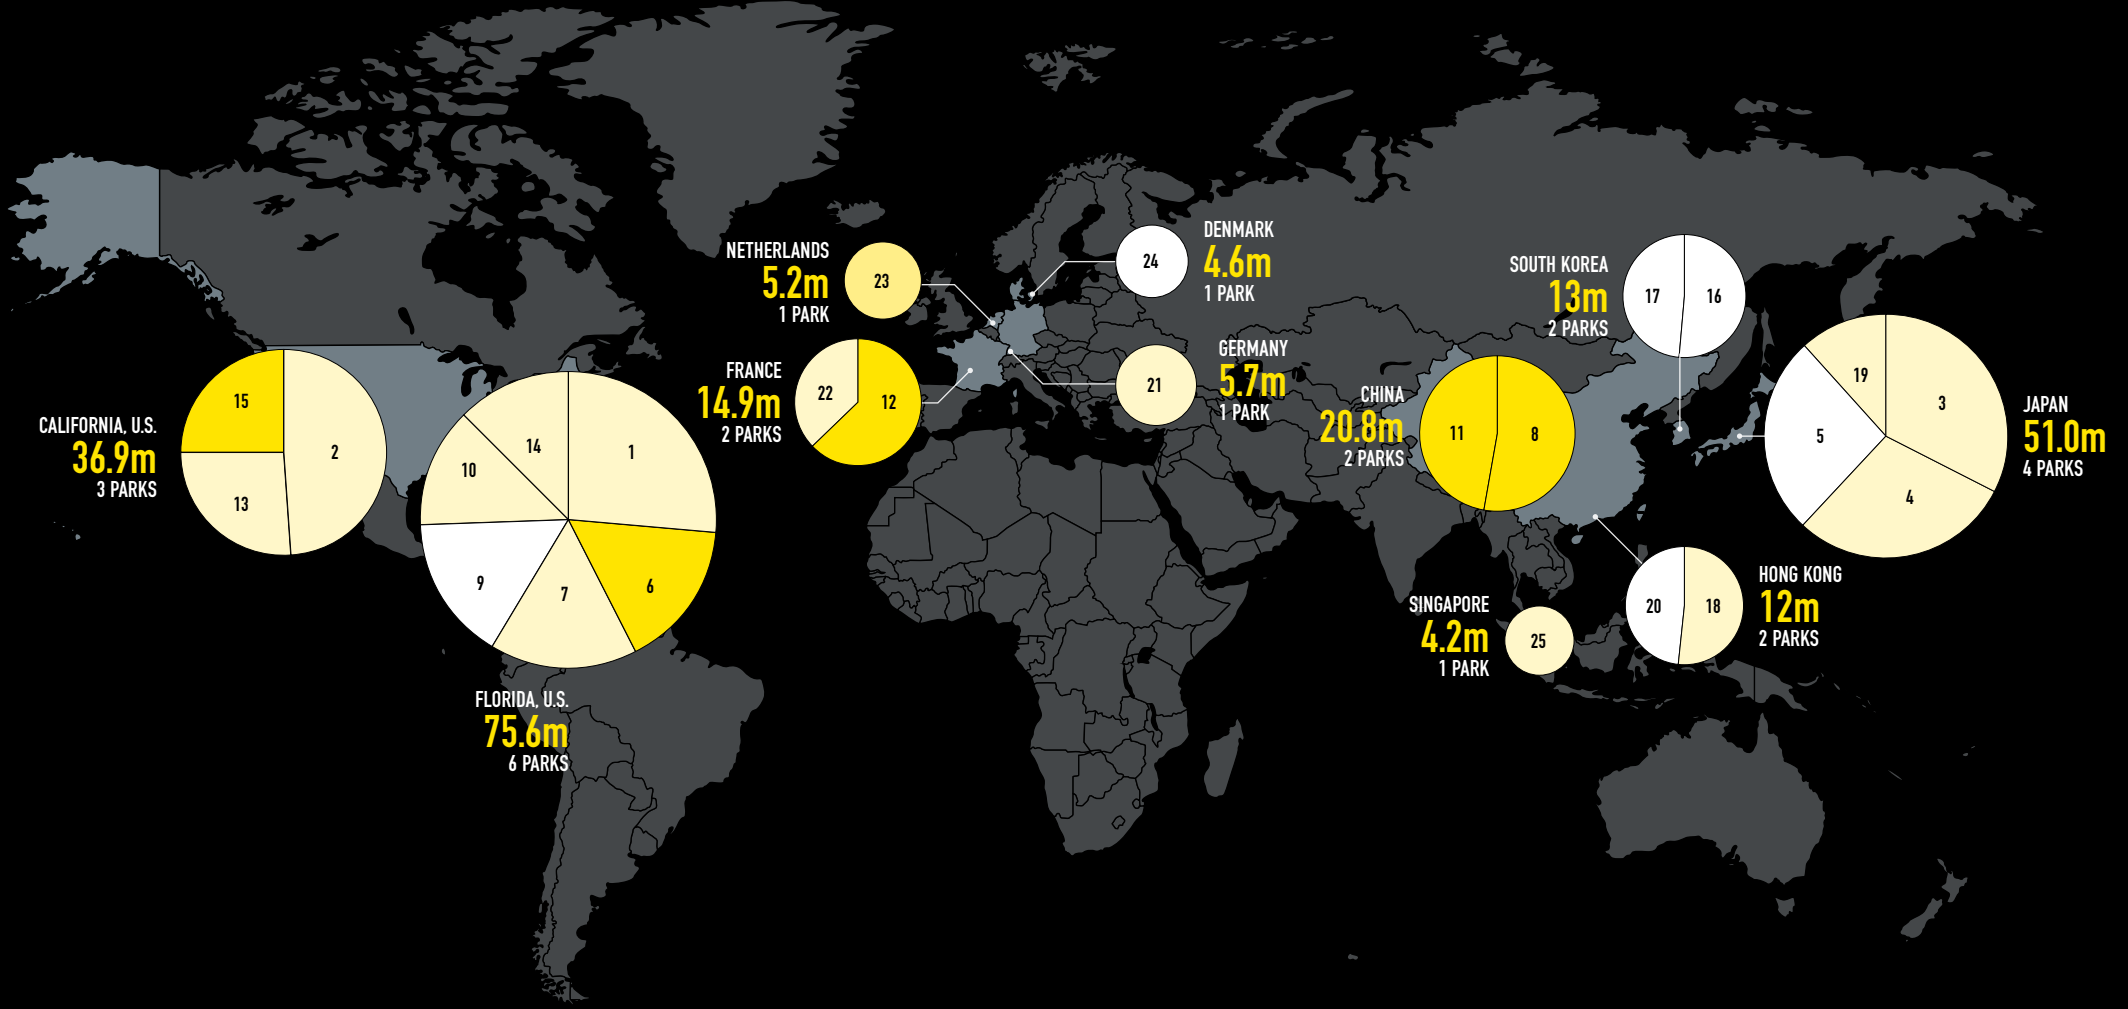 CALIFORNIA, U.S.
36.9m
3 PARKS
15
2
13
FLORIDA, U.S.
75.6m
6 PARKS
14
1
10
9
7
6
NETHERLANDS
5.2m
1 PARK
23
FRANCE
14.9m
2 PARKS
22
12
DENMARK
4.6m
1 PARK
24
GERMANY
5.7m
1 PARK
21
CHINA
20.8m
2 PARKS
11
8
SOUTH KOREA
13m
2 PARKS
17
16
JAPAN
51.0m
4 PARKS
19
3
5
4
HONG KONG
12m
2 PARKS
20
18
SINGAPORE
4.2m
1 PARK
25